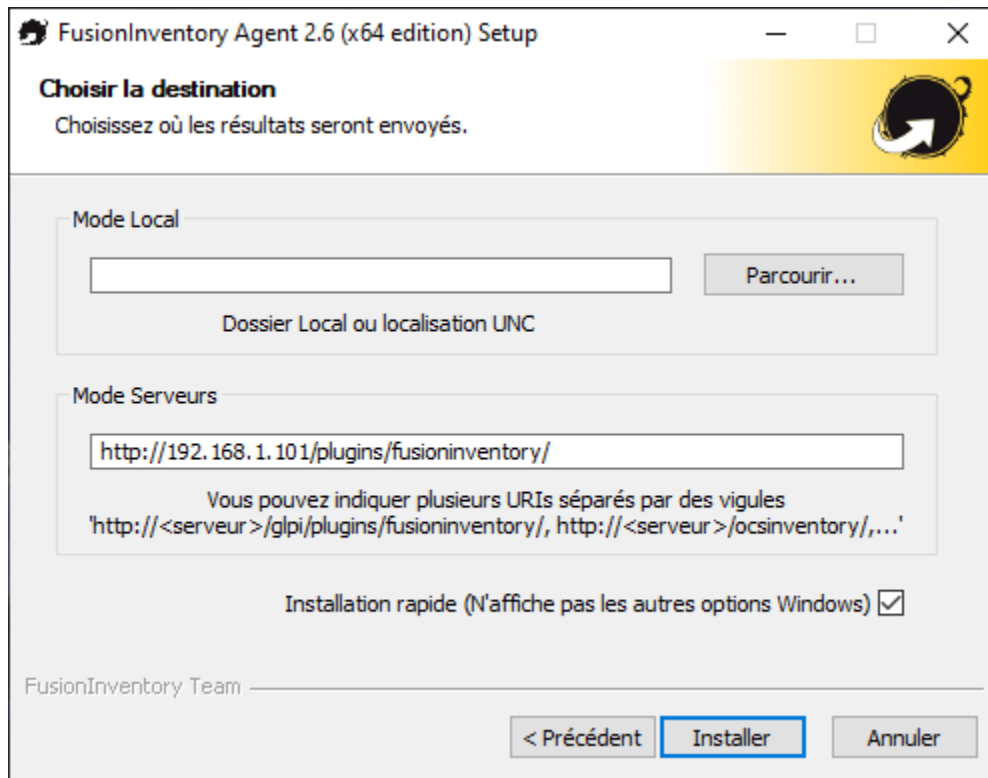 FusionInventory Agent 2.6 (x64 edition) Setup
Choisir la destination
Choisissez où les résultats seront envoyés.
Mode Local
Parcourir...
Dossier Local ou localisation UNC
Mode Serveurs
http://192.168.1.101/plugins/fusioninventory/
Vous pouvez indiquer plusieurs URIs séparés par des vigules
'http://<serveur>/glpi/plugins/fusioninventory/, http://<serveur>/ocsinventory/,...'
Installation rapide (N'affiche pas les autres options Windows)
FusionInventory Team
< Précédent Installer Annuler